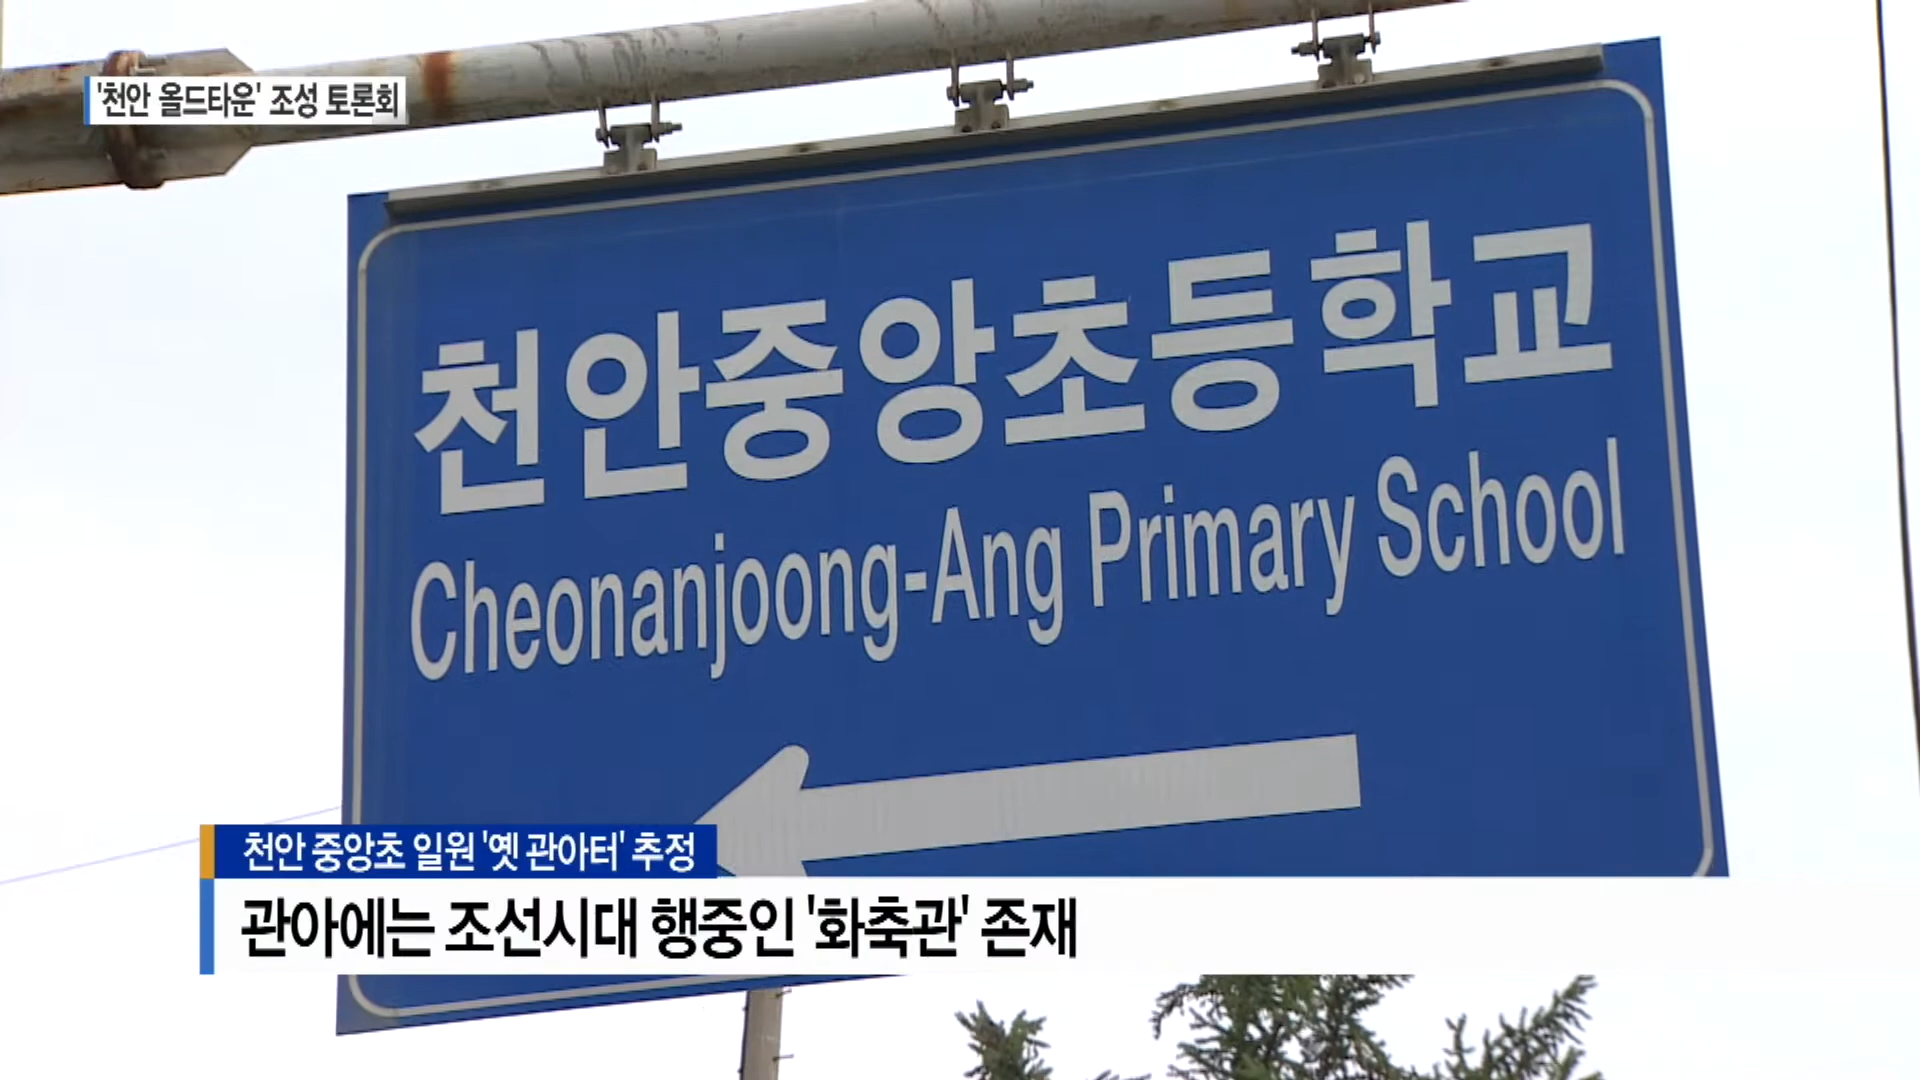 '천안 올드타운' 조성 토론회
천안중앙초등학교
Cheonanjoong-Ang Primary School
천안 중앙초 일원 '옛 관아터' 추정
관아에는 조선시대 행중인 '화축관' 존재